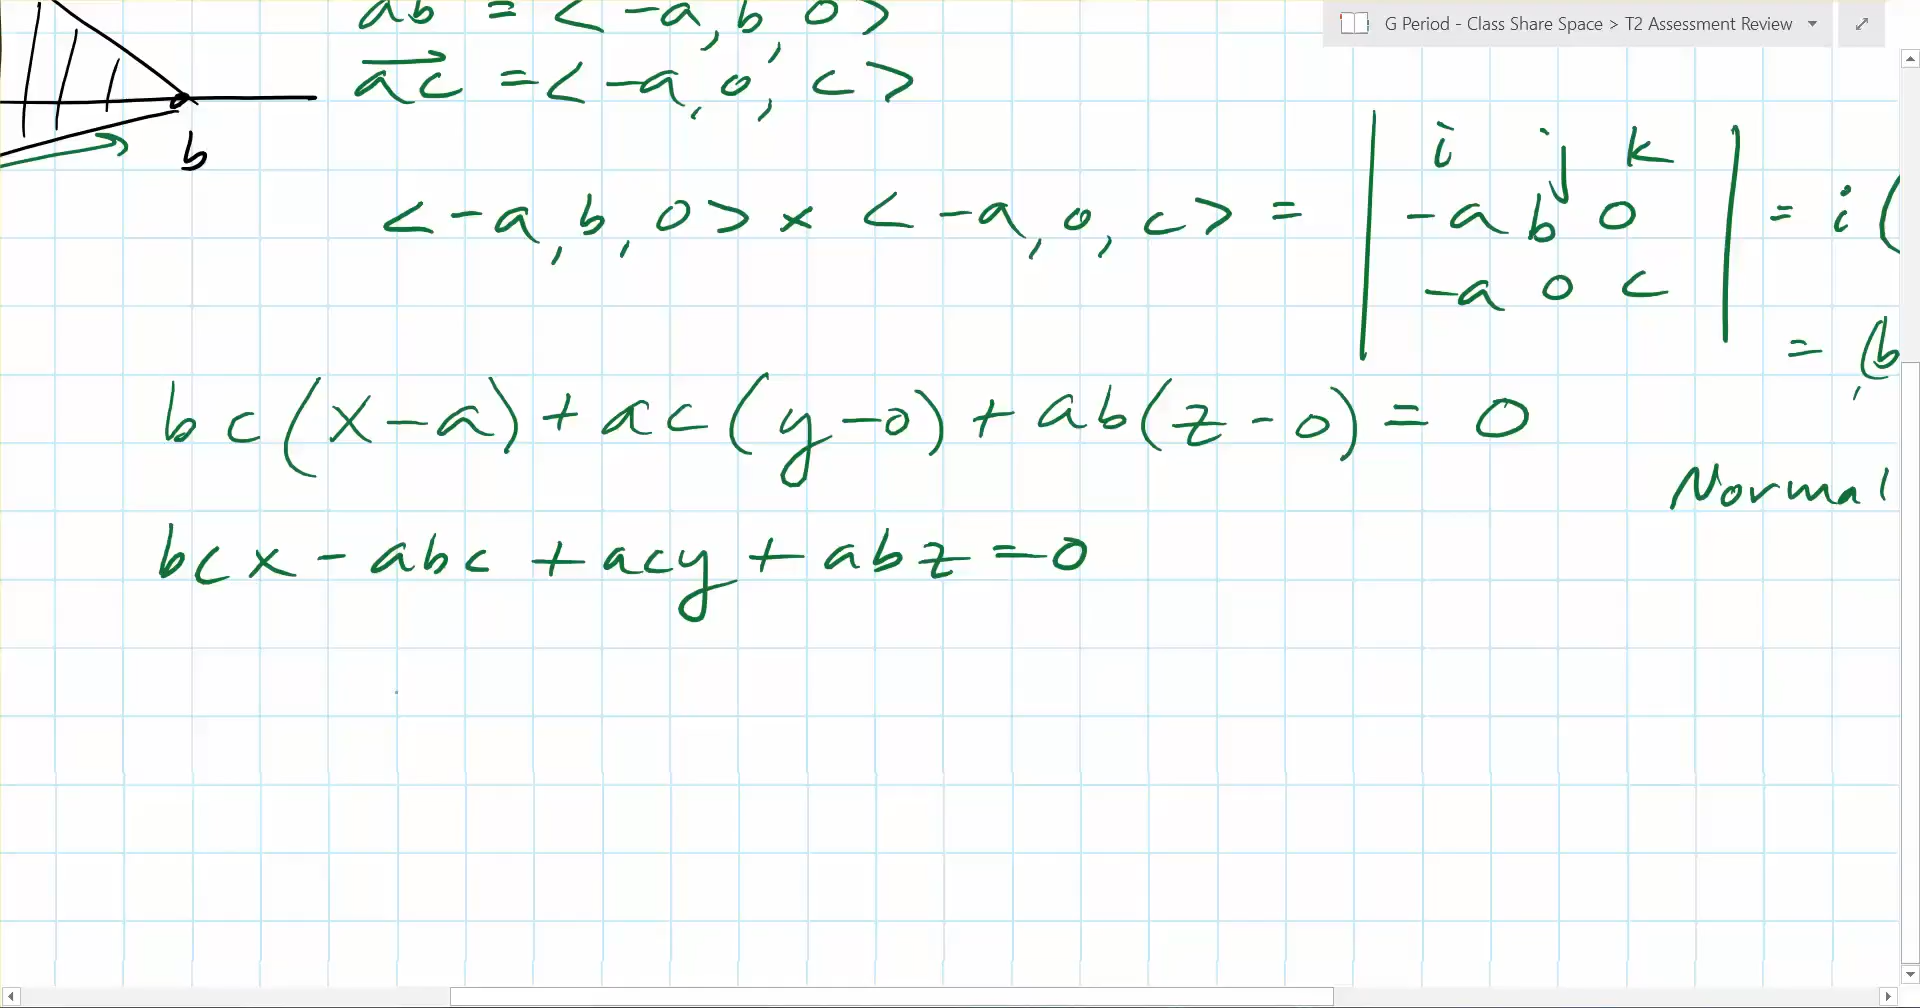 ab = < -a, b, 0 >
G Period - Class Share Space > T2 Assessment Review
ac = < -a, 0, c >
b
i j k
< -a, b, 0 > × < -a, 0, c > = | -a b 0 | = i (
-a 0 c
= (b
bc(x-a) + ac(y-0) + ab(z-0) = 0
Normal
bcx - abc + acy + abz = 0